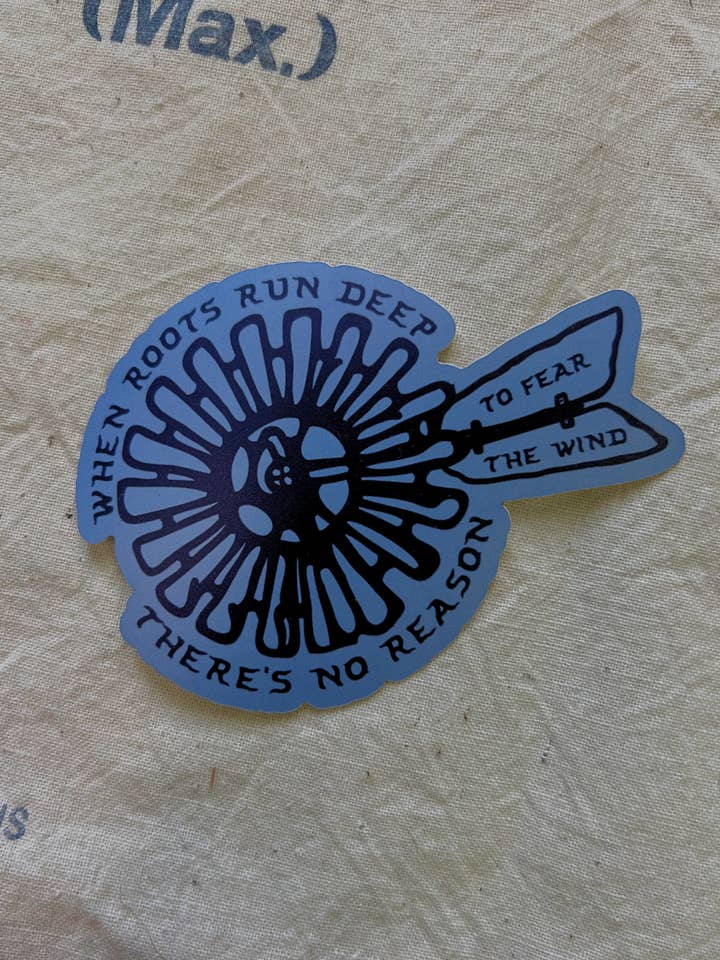 (Max.)
WHEN ROOTS RUN DEEP
THERE'S NO REASON
TO FEAR
THE WIND